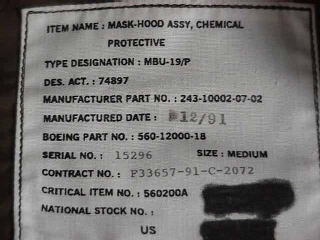 ITEM NAME : MASK-HOOD ASSY, CHEMICAL
PROTECTIVE
TYPE DESIGNATION : MBU-19/P
DES. ACT. : 74897
MANUFACTURER PART NO. : 243-10002-07-02
MANUFACTURED DATE : 12/91
BOEING PART NO. : 560-12000-18
SERIAL NO. : 15296 SIZE : MEDIUM
CONTRACT NO. : F33657-91-C-2072
CRITICAL ITEM NO. : 560200A
NATIONAL STOCK NO. :
US